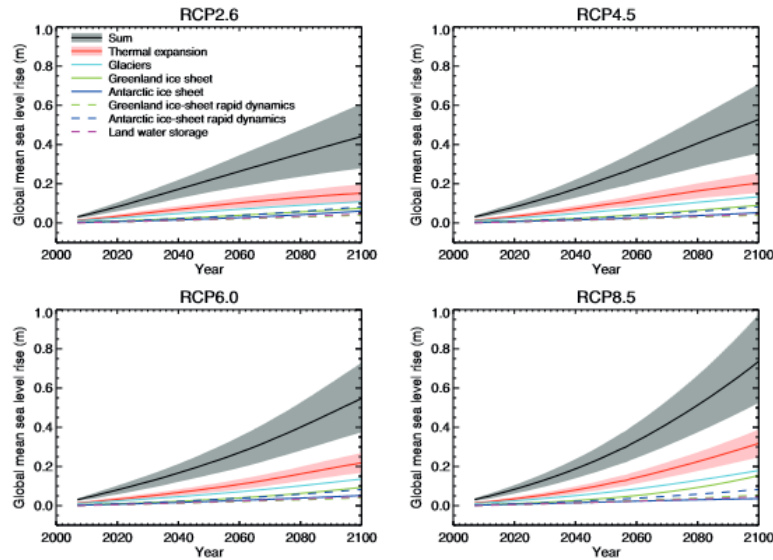 RCP2.6
RCP4.5
1.0
0.8
0.6
0.4
0.2
0.0
Global mean sea level rise (m)
Sum
Thermal expansion
Glaciers
Greenland ice sheet
Antarctic ice sheet
Greenland ice-sheet rapid dynamics
Antarctic ice-sheet rapid dynamics
Land water storage
2000 2020 2040 2060 2080 2100
Year
1.0
0.8
0.6
0.4
0.2
0.0
Global mean sea level rise (m)
2000 2020 2040 2060 2080 2100
Year
RCP6.0
RCP8.5
1.0
0.8
0.6
0.4
0.2
0.0
Global mean sea level rise (m)
2000 2020 2040 2060 2080 2100
Year
1.0
0.8
0.6
0.4
0.2
0.0
Global mean sea level rise (m)
2000 2020 2040 2060 2080 2100
Year